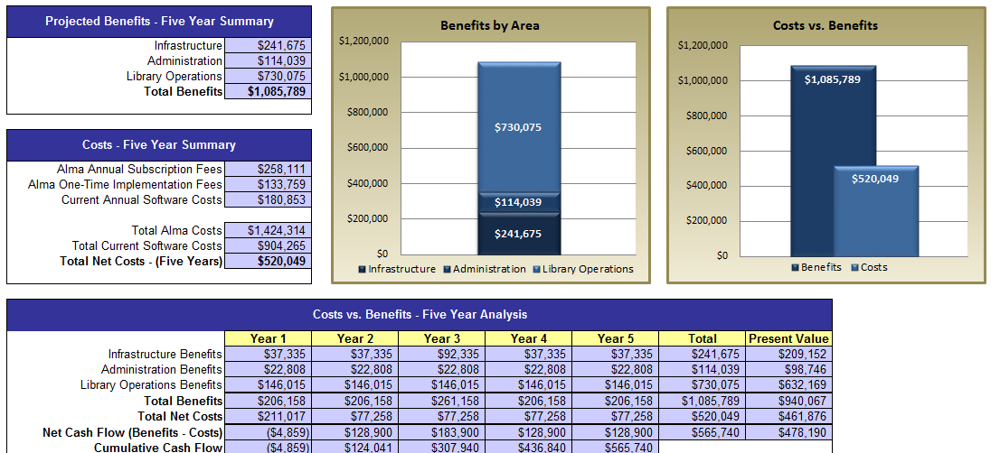 Projected Benefits - Five Year Summary
Infrastructure $241,675
Administration $114,039
Library Operations $730,075
Total Benefits $1,085,789
Costs - Five Year Summary
Alma Annual Subscription Fees $258,111
Alma One-Time Implementation Fees $133,759
Current Annual Software Costs $180,853
Total Alma Costs $1,424,314
Total Current Software Costs $904,265
Total Net Costs - (Five Years) $520,049
Benefits by Area
$1,200,000
$1,000,000
$800,000
$600,000
$400,000
$200,000
$0
$730,075
$114,039
$241,675
Infrastructure Administration Library Operations
Costs vs. Benefits
$1,200,000
$1,000,000
$800,000
$600,000
$400,000
$200,000
$0
$1,085,789
$520,049
Benefits Costs
Costs vs. Benefits - Five Year Analysis
Year 1 Year 2 Year 3 Year 4 Year 5 Total Present Value
Infrastructure Benefits $37,335 $37,335 $92,335 $37,335 $37,335 $241,675 $209,152
Administration Benefits $22,808 $22,808 $22,808 $22,808 $22,808 $114,039 $98,746
Library Operations Benefits $146,015 $146,015 $146,015 $146,015 $146,015 $730,075 $632,169
Total Benefits $206,158 $206,158 $261,158 $206,158 $206,158 $1,085,789 $940,067
Total Net Costs $211,017 $77,258 $77,258 $77,258 $77,258 $520,049 $461,876
Net Cash Flow (Benefits - Costs) ($4,859) $128,900 $183,900 $128,900 $128,900 $565,740 $478,190
Cumulative Cash Flow ($4,859) $124,041 $307,940 $436,840 $565,740